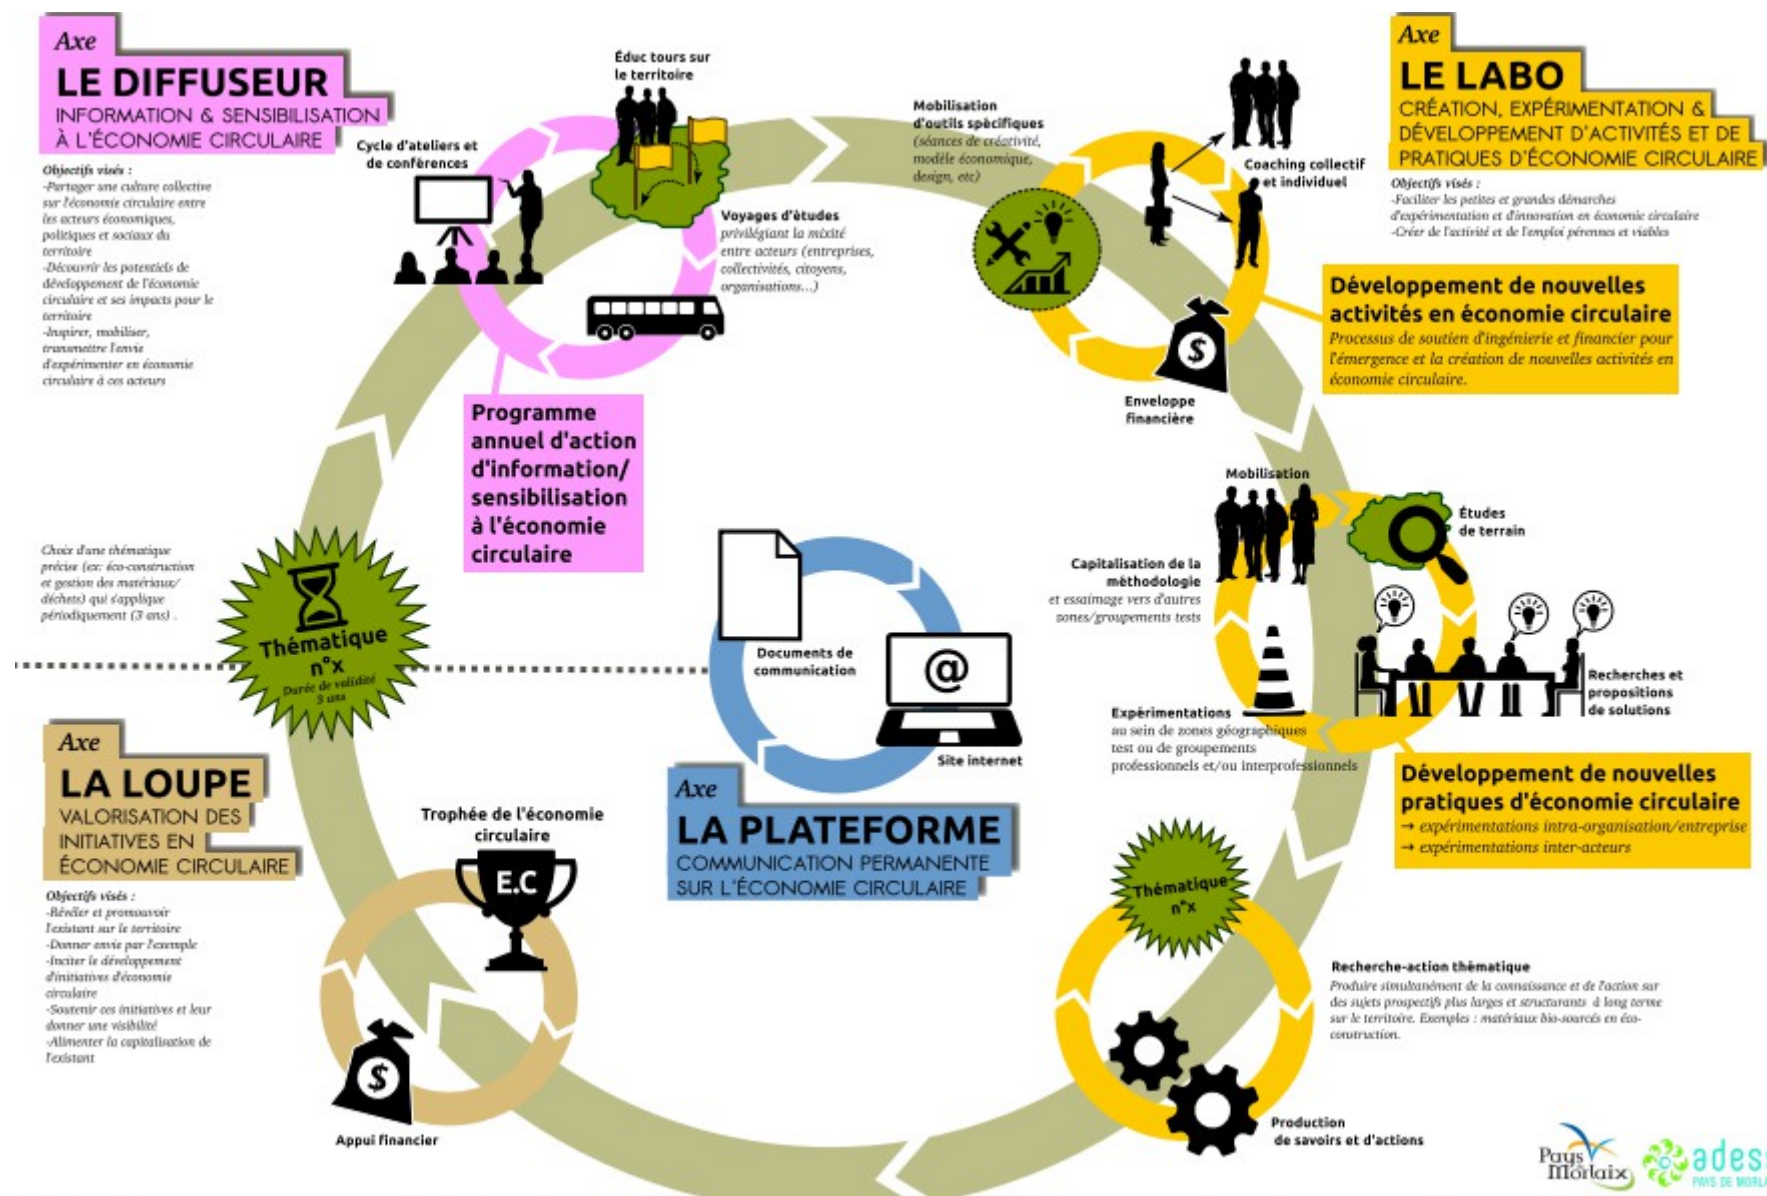 Axe
LE DIFFUSEUR
INFORMATION & SENSIBILISATION
À L'ÉCONOMIE CIRCULAIRE
Objectifs visés :
-Partager une culture collective
sur l'économie circulaire entre
les acteurs économiques,
politiques et sociaux du
territoire
-Découvrir les potentiels de
développement de l'économie
circulaire et ses impacts pour le
territoire
-Inspirer, mobiliser,
transmettre l'envie
d'expérimenter en économie
circulaire à ces acteurs
Cycle d'ateliers et
de conférences
Éduc tours sur
le territoire
Voyages d'études
privilégiant la mixité
entre acteurs (entreprises,
collectivités, citoyens,
organisations...)
Programme
annuel d'action
d'information/
sensibilisation
à l'économie
circulaire
Mobilisation
d'outils spécifiques
(séances de créativité,
modèle économique,
design, etc)
Coaching collectif
et individuel
$
Enveloppe
financière
Axe
LE LABO
CRÉATION, EXPÉRIMENTATION &
DÉVELOPPEMENT D'ACTIVITÉS ET DE
PRATIQUES D'ÉCONOMIE CIRCULAIRE
Objectifs visés :
-Faciliter les petites et grandes démarches
d'expérimentation et d'innovation en économie circulaire
-Créer de l'activité et de l'emploi pérennes et viables
Développement de nouvelles
activités en économie circulaire
Processus de soutien d'ingénierie et financier pour
l'émergence et la création de nouvelles activités en
économie circulaire.
Mobilisation
Études
de terrain
Capitalisation de la
méthodologie
et essaimage vers d'autres
zones/groupements tests
Recherches et
propositions
de solutions
Expérimentations
au sein de zones géographiques
test ou de groupements
professionnels et/ou interprofessionnels
Développement de nouvelles
pratiques d'économie circulaire
→ expérimentations intra-organisation/entreprise
→ expérimentations inter-acteurs
Choix d'une thématique
précise (ex: éco-construction
et gestion des matériaux/
déchets) qui s'applique
périodiquement (3 ans) .
Thématique
n°x
Durée de validité
3 ans
Documents de
communication
@
Site internet
Axe
LA PLATEFORME
COMMUNICATION PERMANENTE
SUR L'ÉCONOMIE CIRCULAIRE
Axe
LA LOUPE
VALORISATION DES
INITIATIVES EN
ÉCONOMIE CIRCULAIRE
Objectifs visés :
-Révéler et promouvoir
l'existant sur le territoire
-Donner envie par l'exemple
-Inciter le développement
d'initiatives d'économie
circulaire
-Soutenir ces initiatives et leur
donner une visibilité
-Alimenter la capitalisation de
l'existant
Trophée de l'économie
circulaire
E.C
$
Appui financier
Thématique
n°x
Recherche-action thématique
Produire simultanément de la connaissance et de l'action sur
des sujets prospectifs plus larges et structurants à long terme
sur le territoire. Exemples : matériaux bio-sourcés en éco-
construction.
Production
de savoirs et d'actions
Pays
Morlaix
ades
PAYS DE MORLA